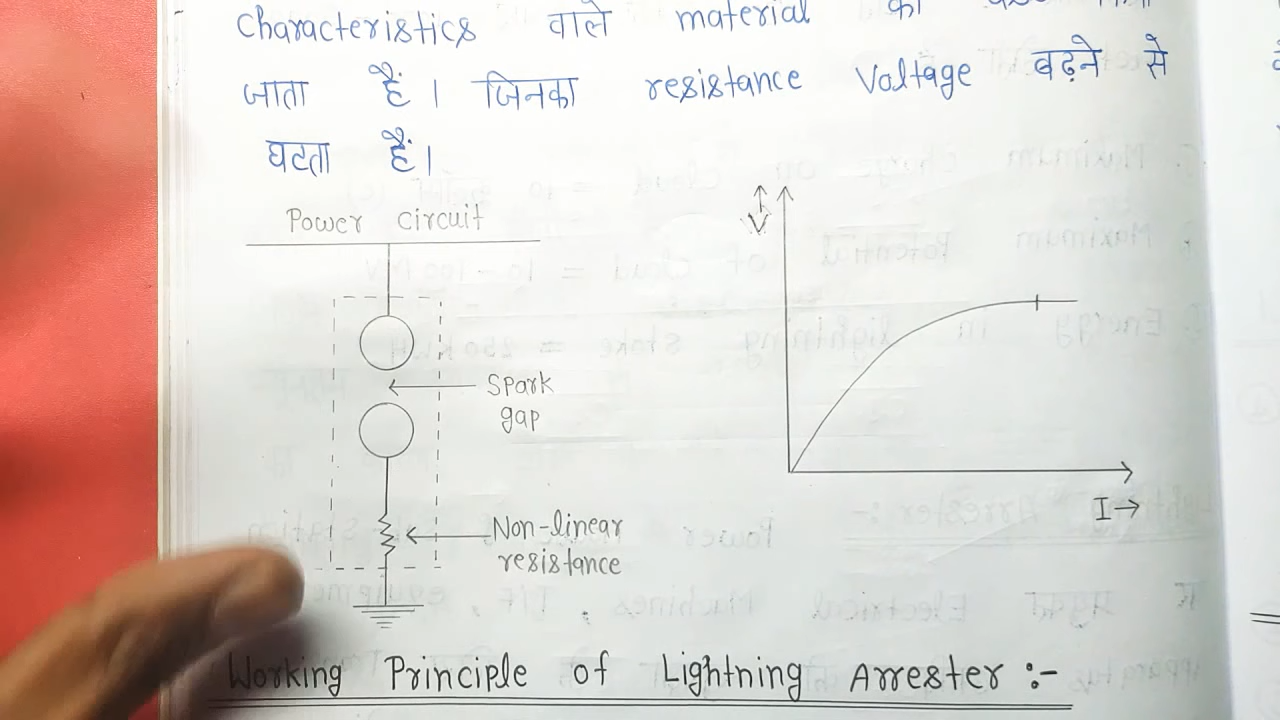 Characteristics वाले material का
जाता हैं। जिनका resistance Voltage बढ़ने से
घटता हैं।
Power circuit
Spark
gap
Non-linear
resistance
V
I→
Working Principle of Lightning Arrester :-